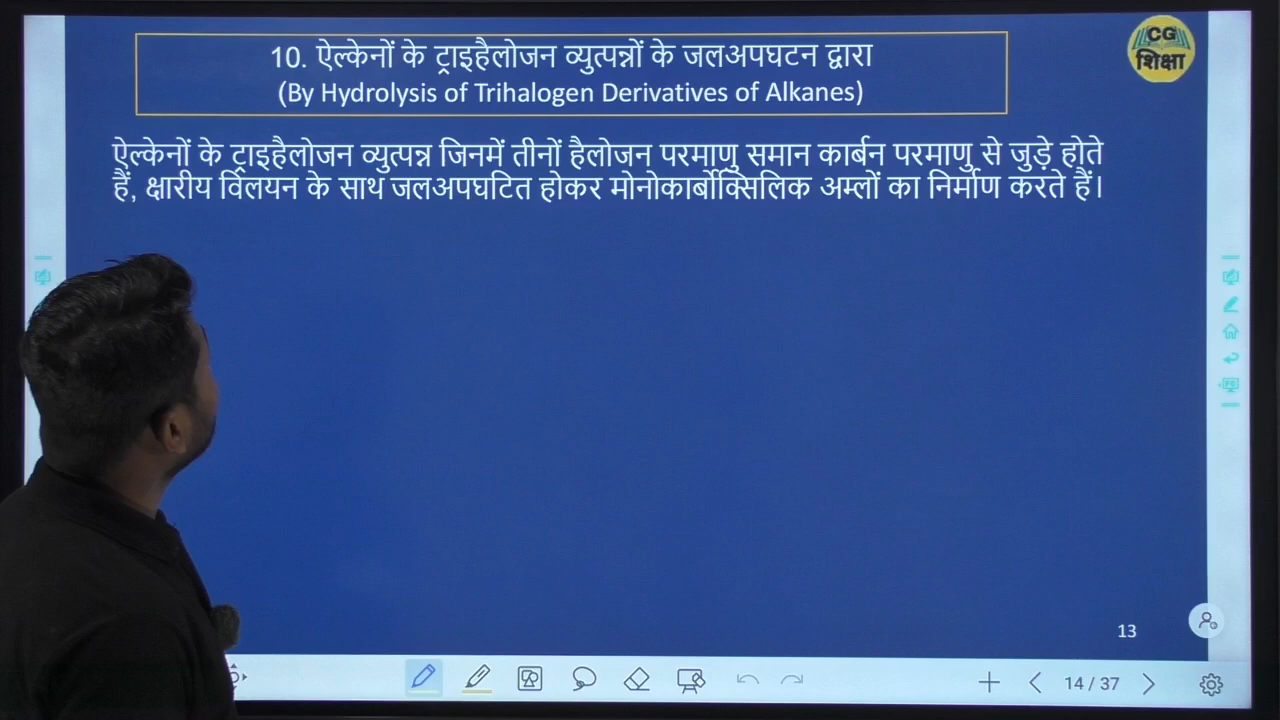 10. ऐल्केनों के ट्राइहैलोजन व्युत्पन्नों के जलअपघटन द्वारा
(By Hydrolysis of Trihalogen Derivatives of Alkanes)
CG
शिक्षा
ऐल्केनों के ट्राइहैलोजन व्युत्पन्न जिनमें तीनों हैलोजन परमाणु समान कार्बन परमाणु से जुड़े होते
हैं, क्षारीय विलयन के साथ जलअपघटित होकर मोनोकार्बोक्सिलिक अम्लों का निर्माण करते हैं।
13
14 / 37